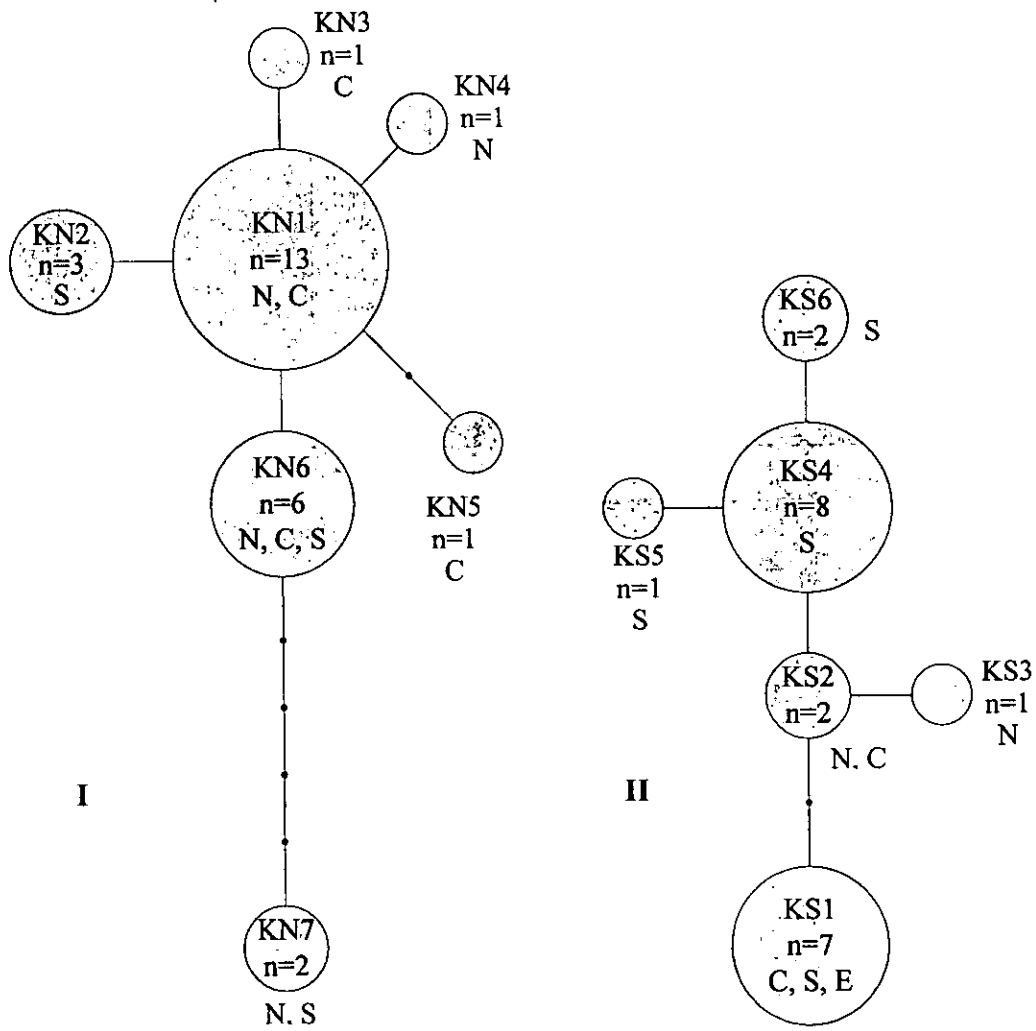 KN3
n=1
C
KN4
n=1
N
KN1
n=13
N, C
KN2
n=3
S
KN6
n=6
N, C, S
KN5
n=1
C
I
KN7
n=2
N, S
KS6
n=2
S
KS4
n=8
S
KS5
n=1
S
KS2
n=2
N, C
KS3
n=1
N
II
KS1
n=7
C, S, E